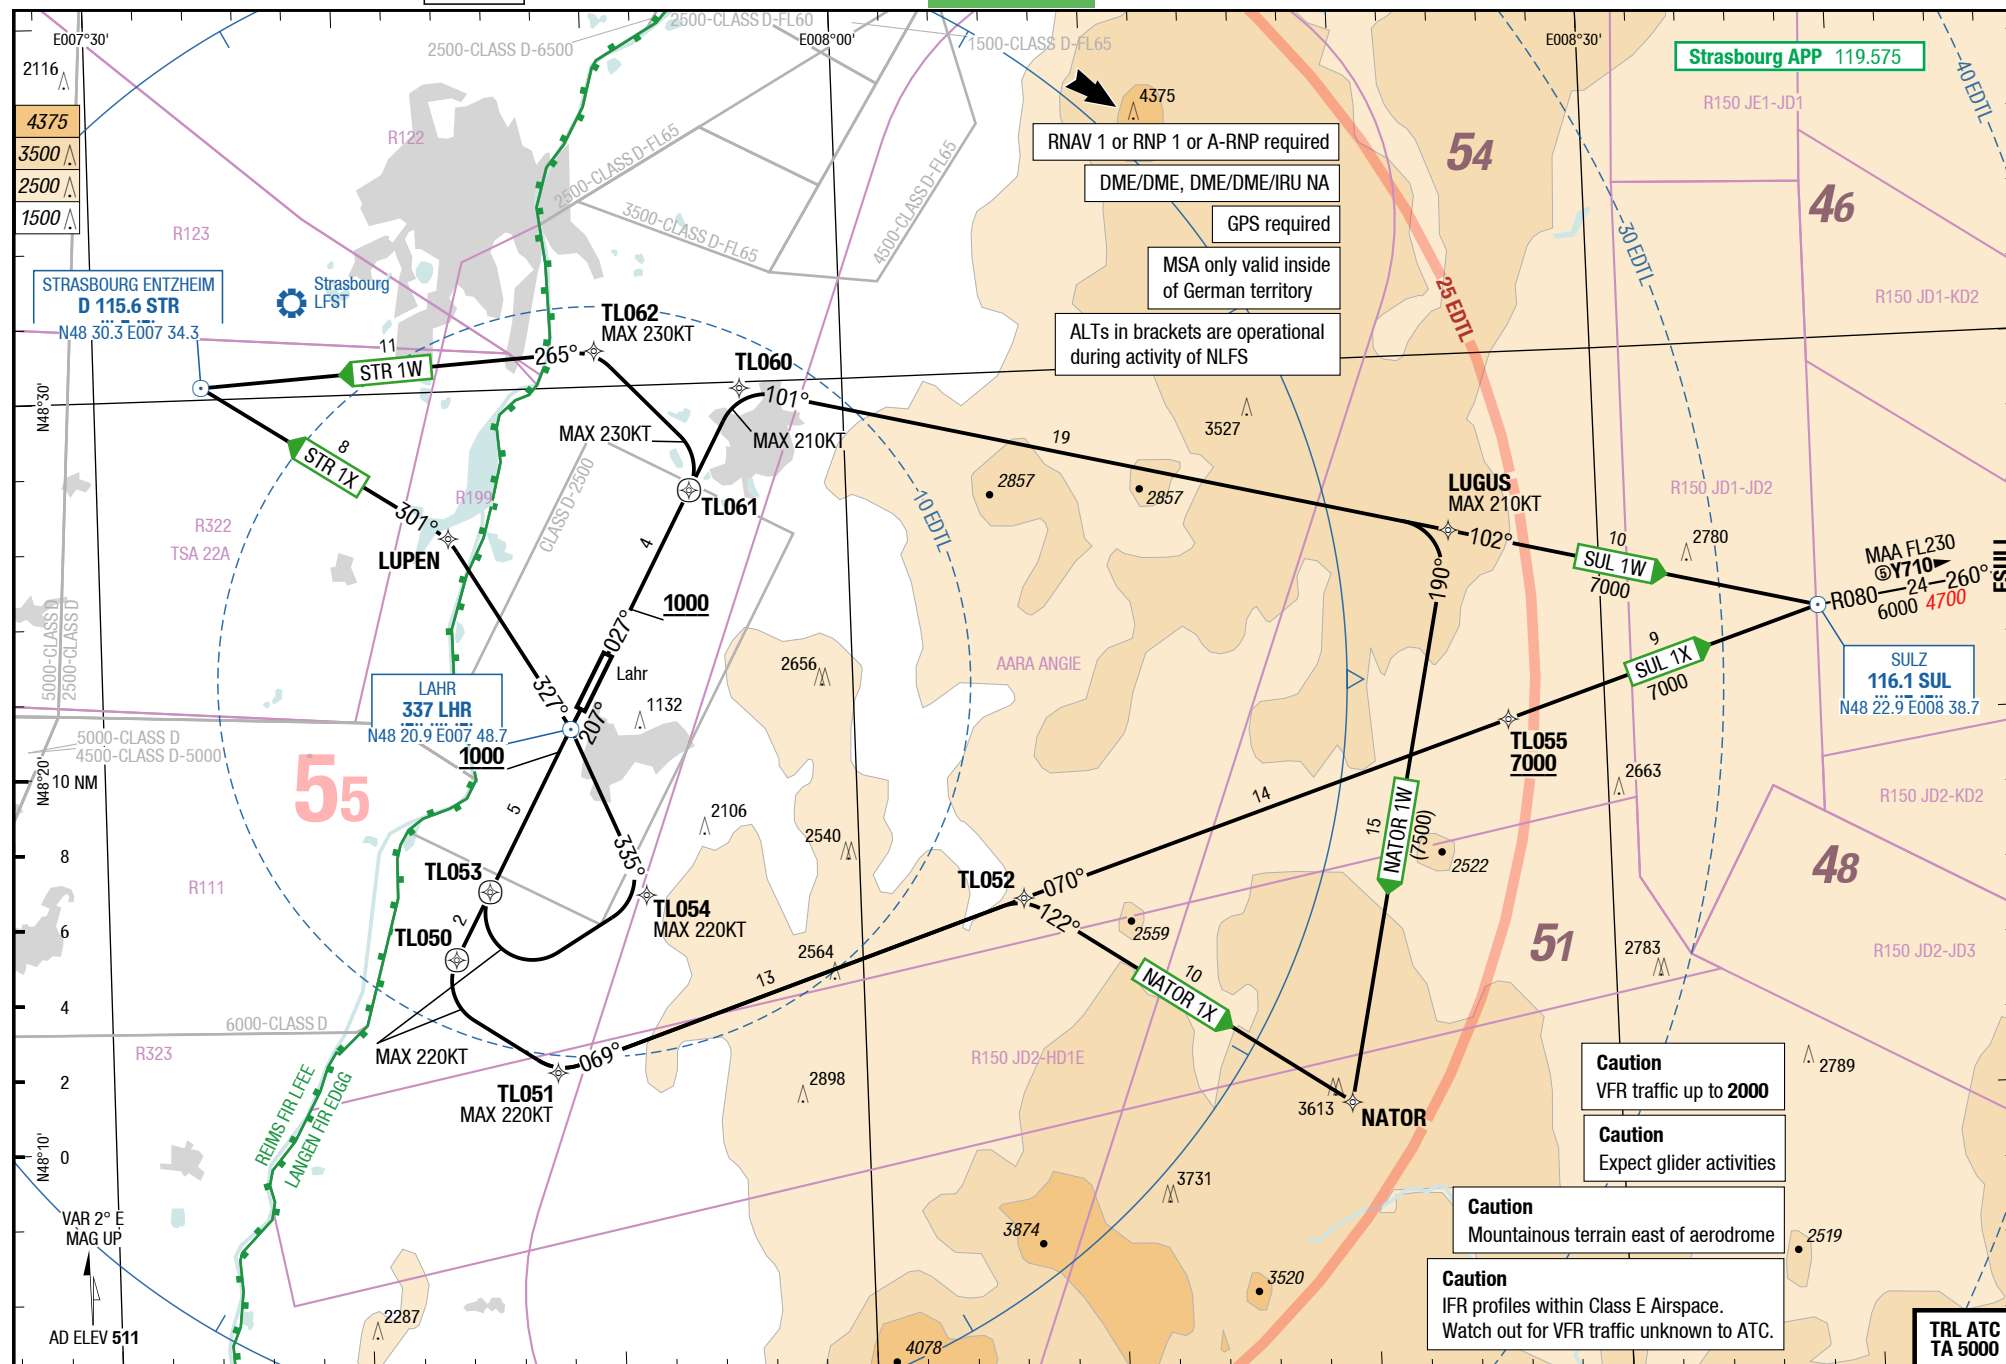 2500-CLASS D-FL60
E007°30'
2500-CLASS D-6500
E008°00'
1500-CLASS D-FL65
E008°30'
Strasbourg APP 119.575
40 EDTL
2116
4375
3500
2500
1500
R122
4375
R150 JE1-JD1
RNAV 1 or RNP 1 or A-RNP required
DME/DME, DME/DME/IRU NA
GPS required
MSA only valid inside
of German territory
ALTs in brackets are operational
during activity of NLFS
54
46
2500-CLASS D-FL65
3500-CLASS D-FL65
4500-CLASS D-FL65
R123
30 EDTL
25 EDTL
R150 JD1-KD2
STRASBOURG ENTZHEIM
D 115.6 STR
N48 30.3 E007 34.3
Strasbourg
LFST
TL062
MAX 230KT
11
STR 1W
265°
TL060
101°
MAX 230KT
MAX 210KT
N48°30'
8
STR 1X
301°
LUPEN
R199
R322
TSA 22A
CLASS D-2500
TL061
4
10 EDTL
19
3527
2857
2857
LUGUS
MAX 210KT
102°
R150 JD1-JD2
10
SUL 1W
7000
2780
MAA FL230
⑤Y710
R080—24—260°
6000 4700
ESULI
190°
1000
027°
Lahr
5000-CLASS D
2500-CLASS D
327°
207°
LAHR
337 LHR
N48 20.9 E007 48.7
1000
1132
2656
AARA ANGIE
9
SUL 1X
7000
SULZ
116.1 SUL
N48 22.9 E008 38.7
5000-CLASS D
4500-CLASS D-5000
N48°20'
10 NM
55
TL055
7000
2663
R150 JD2-KD2
14
15
NATOR 1W
(7500)
2522
5
2106
2540
335°
8
TL053
R111
TL052
070°
122°
48
2
TL054
MAX 220KT
6
TL050
2559
51
2783
R150 JD2-JD3
2564
13
10
NATOR 1X
4
6000-CLASS D
R323
MAX 220KT
069°
R150 JD2-HD1E
TL051
MAX 220KT
2
2898
3613
NATOR
Caution
VFR traffic up to 2000
2789
REIMS FIR LFEE
LANGEN FIR EDGG
N48°10'
0
Caution
Expect glider activities
3731
VAR 2° E
MAG UP
3874
Caution
Mountainous terrain east of aerodrome
2519
3520
Caution
IFR profiles within Class E Airspace.
Watch out for VFR traffic unknown to ATC.
2287
AD ELEV 511
4078
TRL ATC
TA 5000